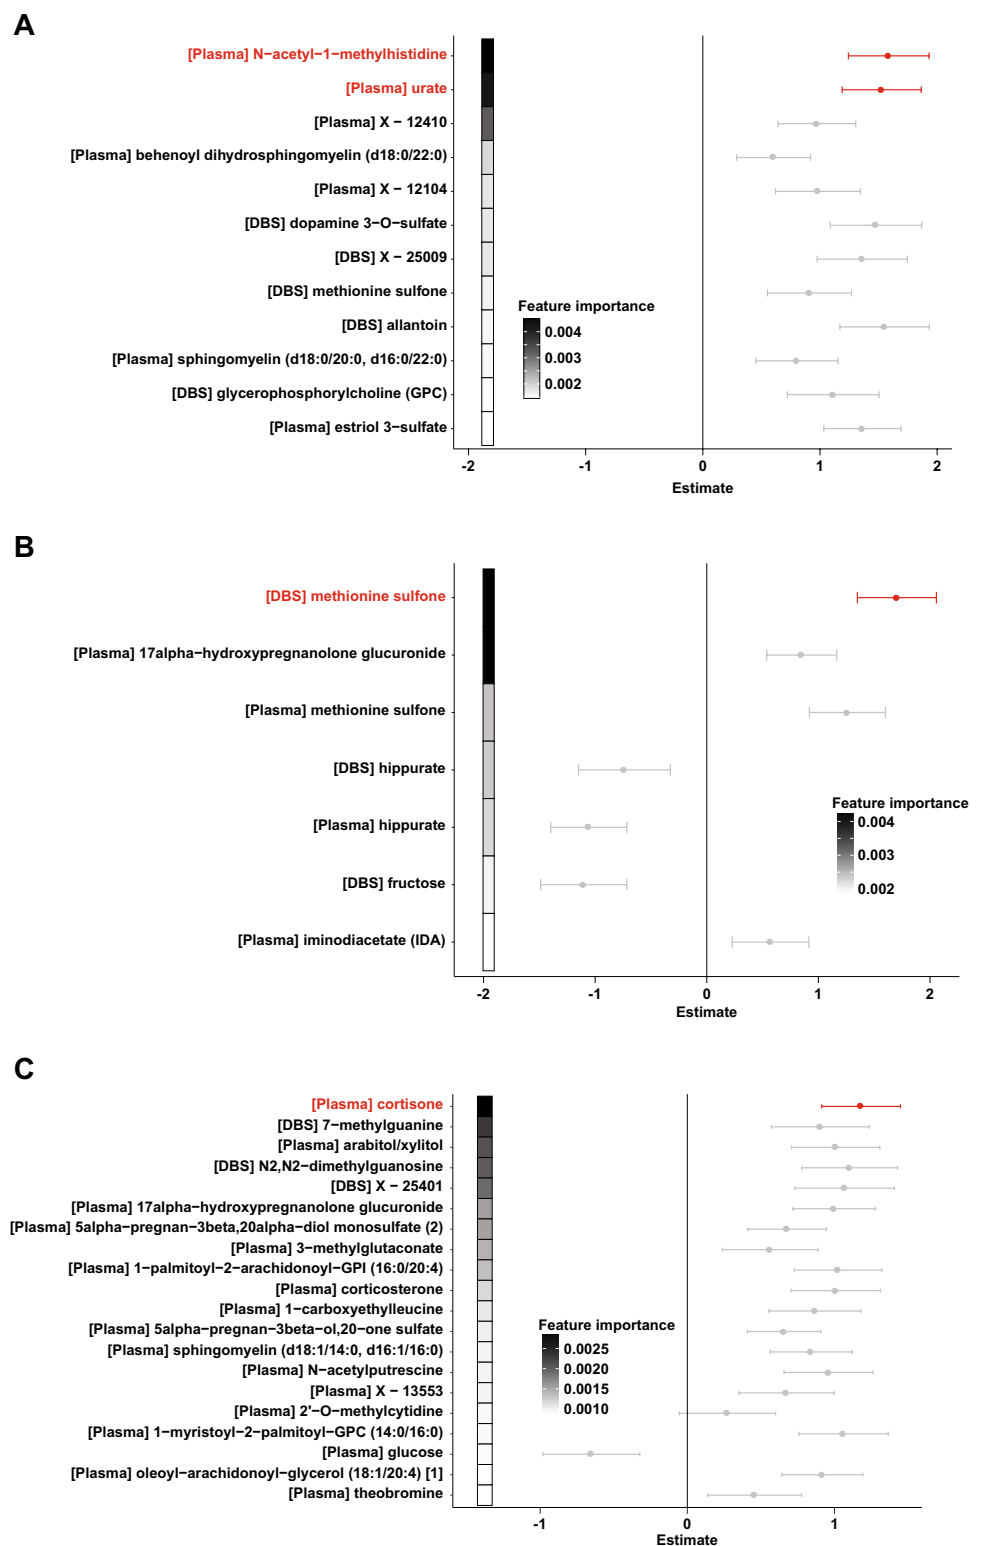 A
[Plasma] N−acetyl−1−methylhistidine
[Plasma] urate
[Plasma] X − 12410
[Plasma] behenoyl dihydrosphingomyelin (d18:0/22:0)
[Plasma] X − 12104
[DBS] dopamine 3−O−sulfate
[DBS] X − 25009
[DBS] methionine sulfone
[DBS] allantoin
[Plasma] sphingomyelin (d18:0/20:0, d16:0/22:0)
[DBS] glycerophosphorylcholine (GPC)
[Plasma] estriol 3−sulfate
Feature importance
0.004
0.003
0.002
-2 -1 0 1 2
Estimate
B
[DBS] methionine sulfone
[Plasma] 17alpha−hydroxypregnanolone glucuronide
[Plasma] methionine sulfone
[DBS] hippurate
[Plasma] hippurate
[DBS] fructose
[Plasma] iminodiacetate (IDA)
Feature importance
0.004
0.003
0.002
-2 -1 0 1 2
Estimate
C
[Plasma] cortisone
[DBS] 7−methylguanine
[Plasma] arabitol/xylitol
[DBS] N2,N2−dimethylguanosine
[DBS] X − 25401
[Plasma] 17alpha−hydroxypregnanolone glucuronide
[Plasma] 5alpha−pregnan−3beta,20alpha−diol monosulfate (2)
[Plasma] 3−methylglutaconate
[Plasma] 1−palmitoyl−2−arachidonoyl−GPI (16:0/20:4)
[Plasma] corticosterone
[Plasma] 1−carboxyethylleucine
[Plasma] 5alpha−pregnan−3beta−ol,20−one sulfate
[Plasma] sphingomyelin (d18:1/14:0, d16:1/16:0)
[Plasma] N−acetylputrescine
[Plasma] X − 13553
[Plasma] 2'−O−methylcytidine
[Plasma] 1−myristoyl−2−palmitoyl−GPC (14:0/16:0)
[Plasma] glucose
[Plasma] oleoyl−arachidonoyl−glycerol (18:1/20:4) [1]
[Plasma] theobromine
Feature importance
0.0025
0.0020
0.0015
0.0010
-1 0 1
Estimate